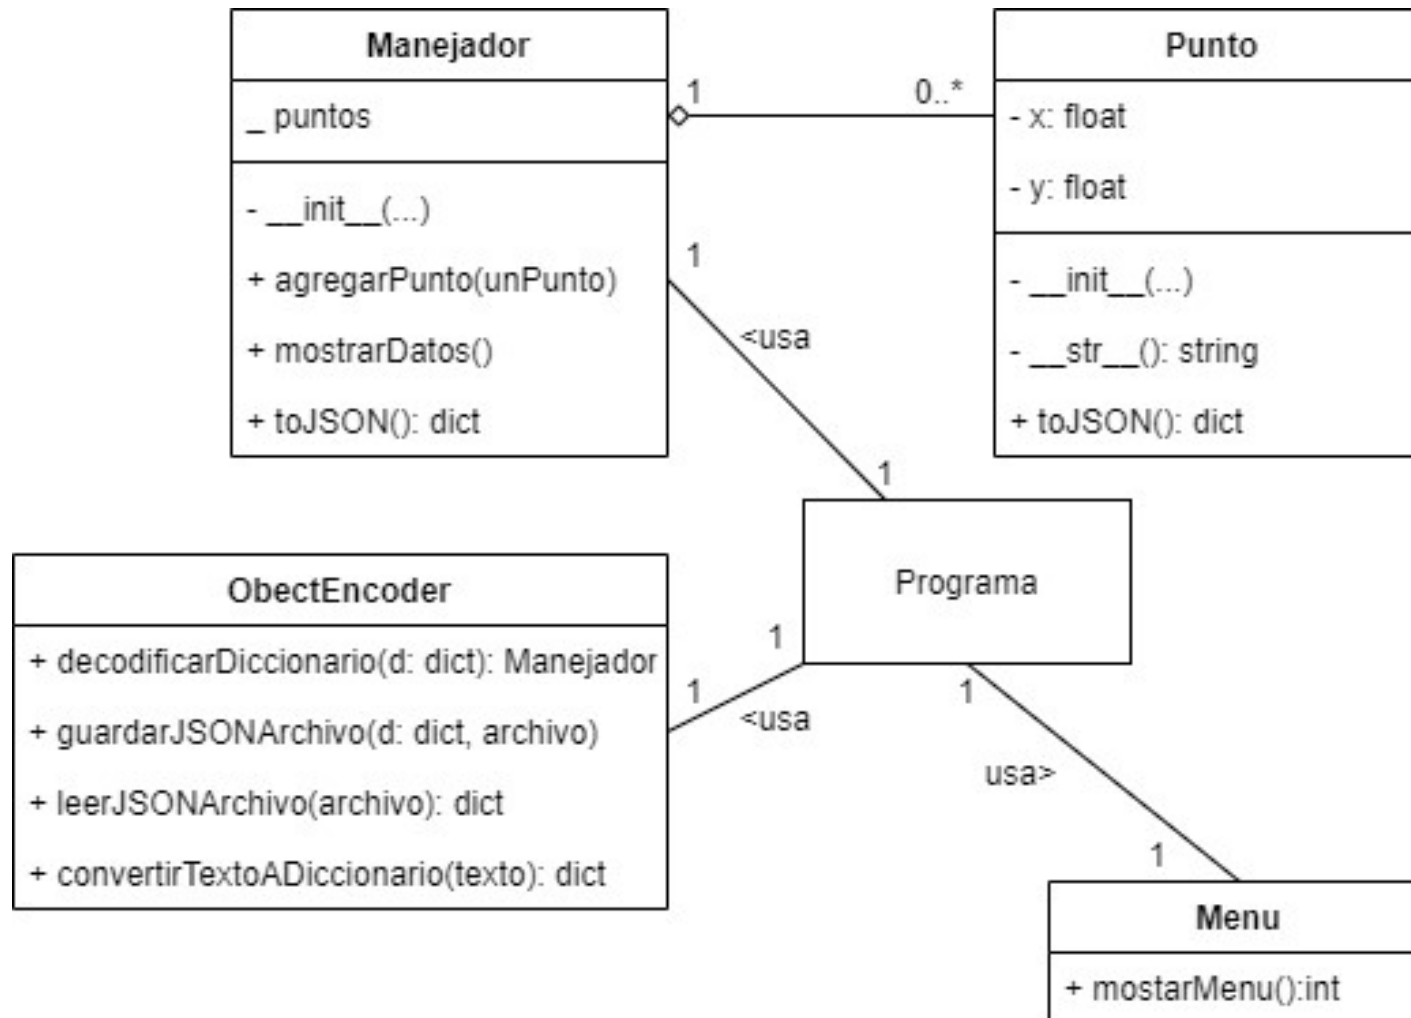 Manejador
_ puntos
- __init__(...)
+ agregarPunto(unPunto)
+ mostrarDatos()
+ toJSON(): dict
1
0..*
Punto
- x: float
- y: float
- __init__(...)
- __str__(): string
+ toJSON(): dict
1
<usa
1
Programa
ObectEncoder
+ decodificarDiccionario(d: dict): Manejador
+ guardarJSONArchivo(d: dict, archivo)
+ leerJSONArchivo(archivo): dict
+ convertirTextoADiccionario(texto): dict
1
1
<usa
1
usa>
1
Menu
+ mostarMenu():int